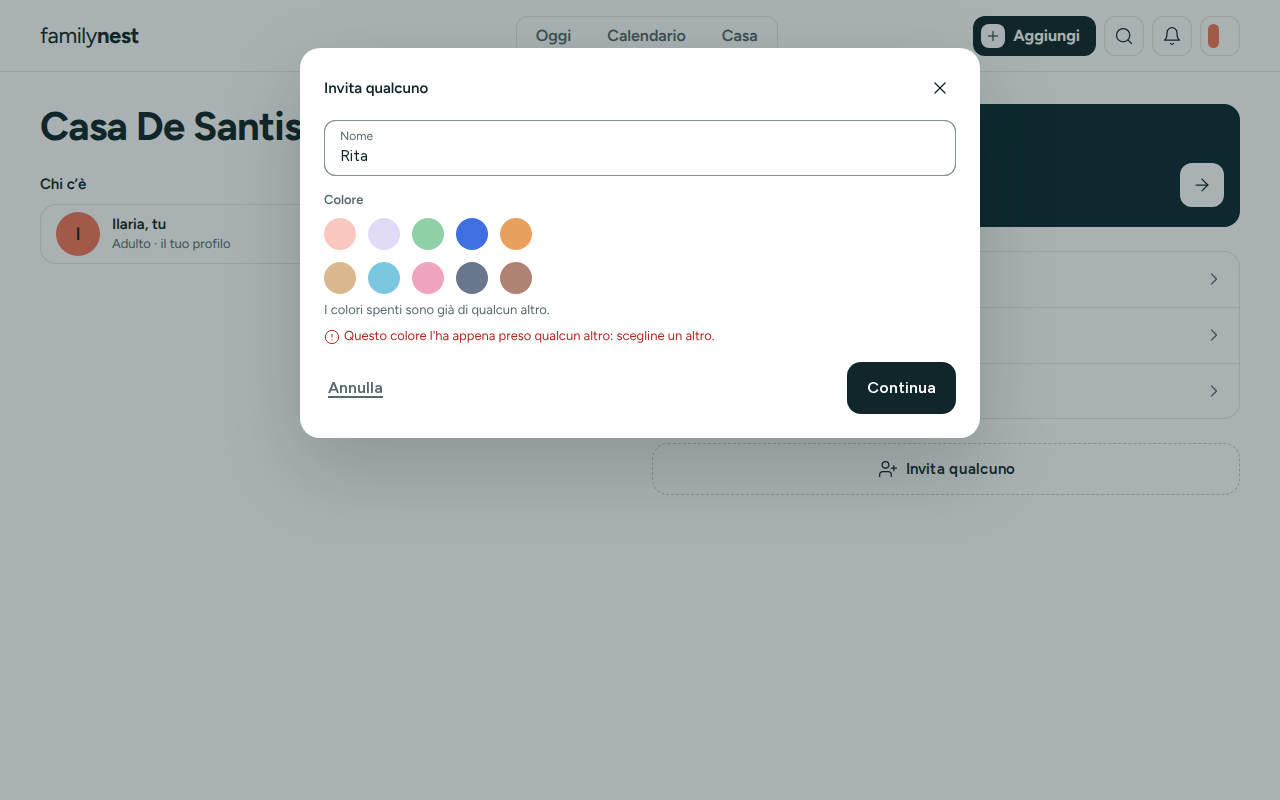 familynest
Oggi
Calendario
Casa
Aggiungi
Casa De Santis
Chi c'è
I
Ilaria, tu
Adulto · il tuo profilo
Invita qualcuno
Nome
Rita
Colore
I colori spenti sono già di qualcun altro.
Questo colore l'ha appena preso qualcun altro: scegline un altro.
Annulla
Continua
Invita qualcuno